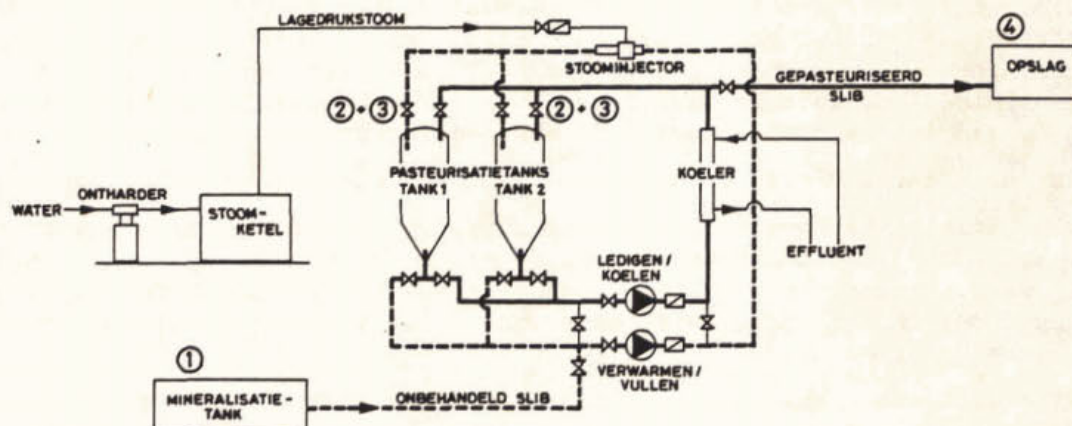 LAGEDRUKSTOOM
④
OPSLAG
STOOMINJECTOR
GEPASTEURISEERD
SLIB
②+③
②+③
PASTEURISATIETANKS
TANK 1
TANK 2
KOELER
ONTHARDER
WATER
STOOM-
KETEL
EFFLUENT
LEDIGEN/
KOELEN
VERWARMEN/
VULLEN
①
MINERALISATIE-
TANK
ONBEHANDELD SLIB